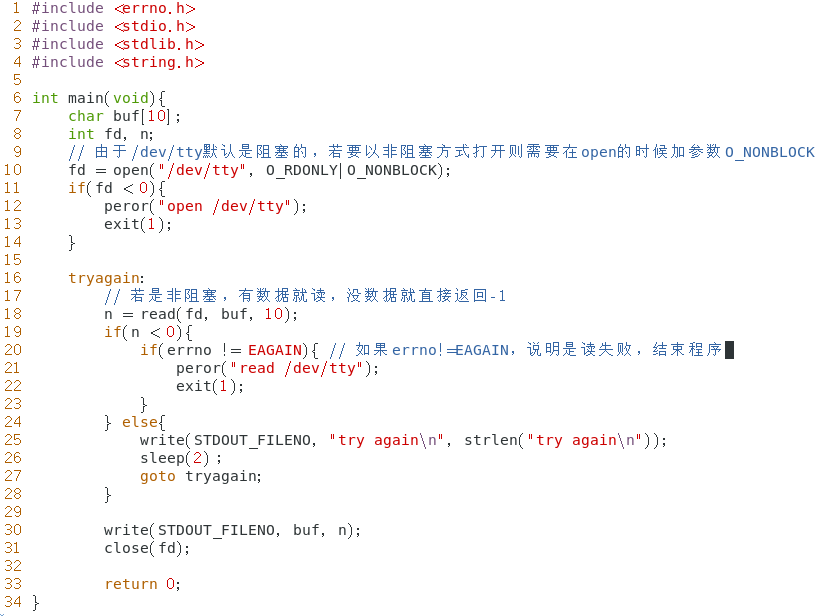 1 #include <errno.h>
2 #include <stdio.h>
3 #include <stdlib.h>
4 #include <string.h>
5
6 int main(void){
7     char buf[10];
8     int fd, n;
9     // 由于/dev/tty默认是阻塞的，若要以非阻塞方式打开则需要在open的时候加参数O_NONBLOCK
10     fd = open("/dev/tty", O_RDONLY|O_NONBLOCK);
11     if(fd <0){
12         peror("open /dev/tty");
13         exit(1);
14     }
15
16     tryagain:
17         // 若是非阻塞，有数据就读，没数据就直接返回-1
18         n = read(fd, buf, 10);
19         if(n <0){
20             if(errno != EAGAIN){ // 如果errno!=EAGAIN，说明是读失败，结束程序
21                 peror("read /dev/tty");
22                 exit(1);
23             }
24         } else{
25             write(STDOUT_FILENO, "try again\n", strlen("try again\n"));
26             sleep(2);
27             goto tryagain;
28         }
29
30         write(STDOUT_FILENO, buf, n);
31         close(fd);
32
33         return 0;
34 }